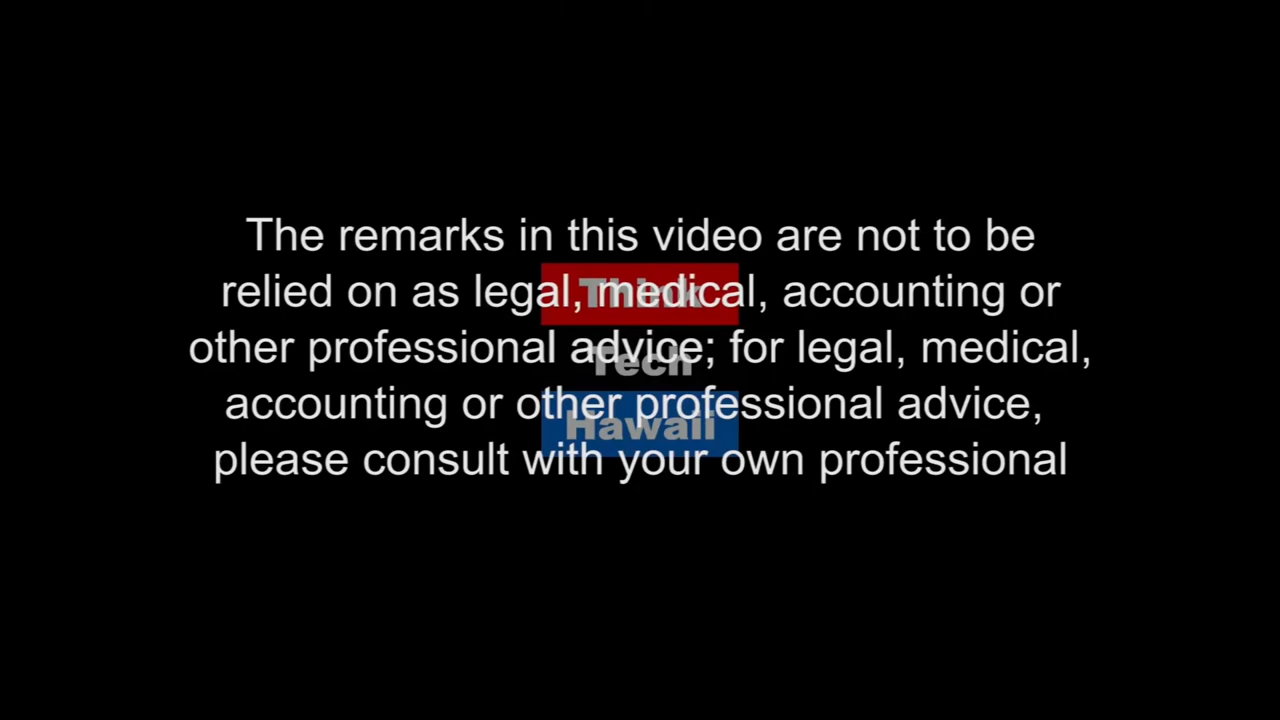 The remarks in this video are not to be
relied on as legal, medical, accounting or
other professional advice; for legal, medical,
accounting or other professional advice,
please consult with your own professional
Think
Tech
Hawaii